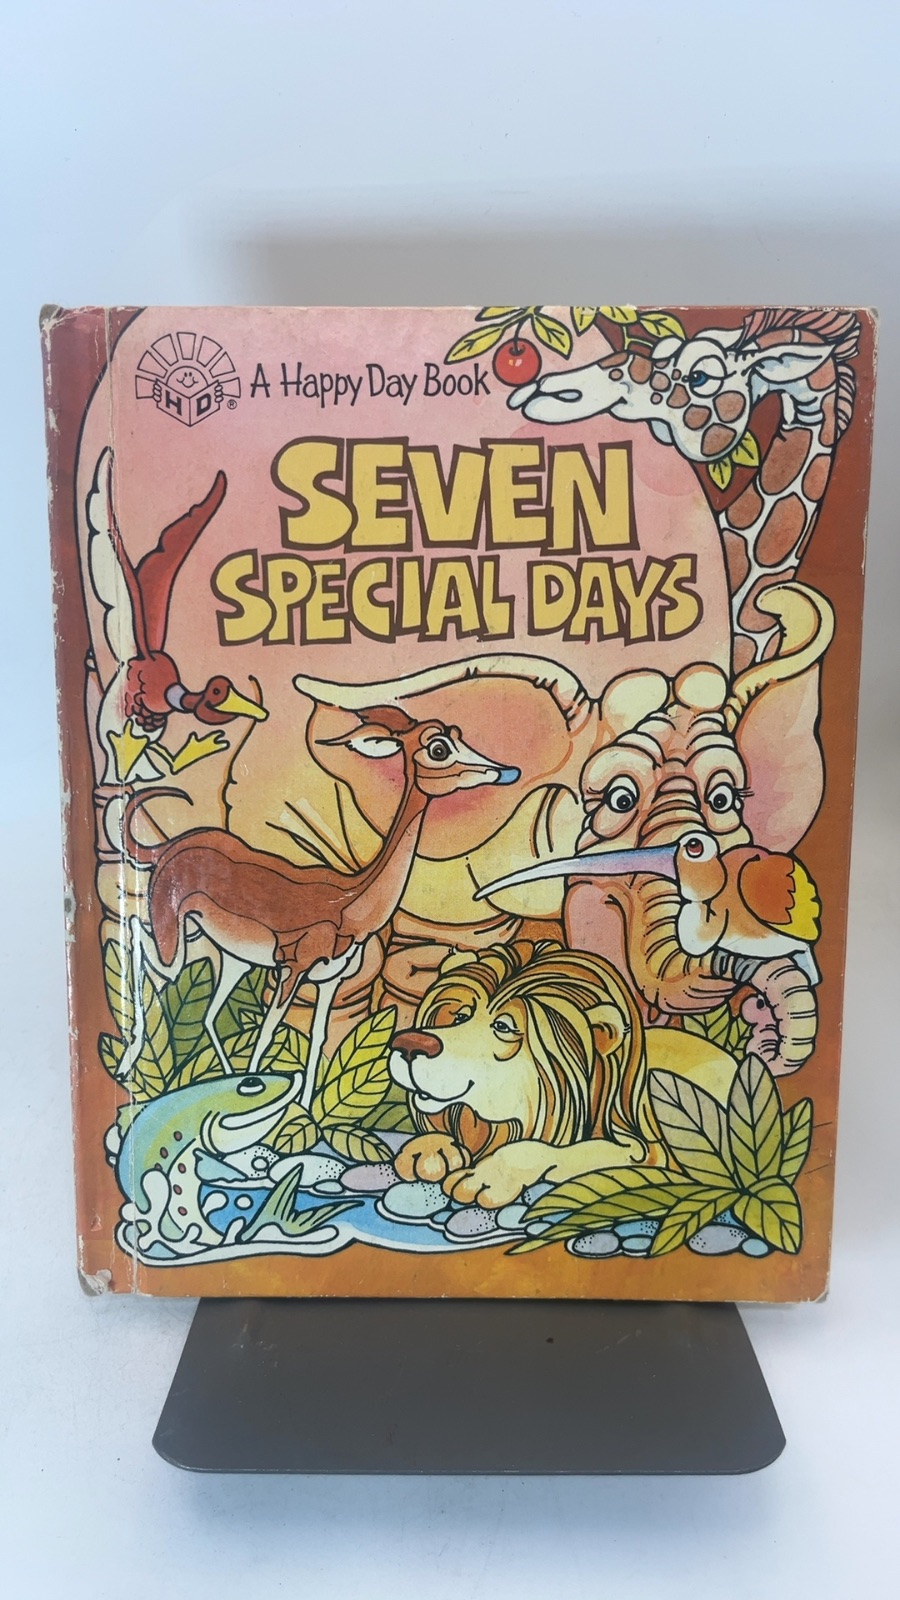 HD®
A Happy Day Book
SEVEN
SPECIAL DAYS